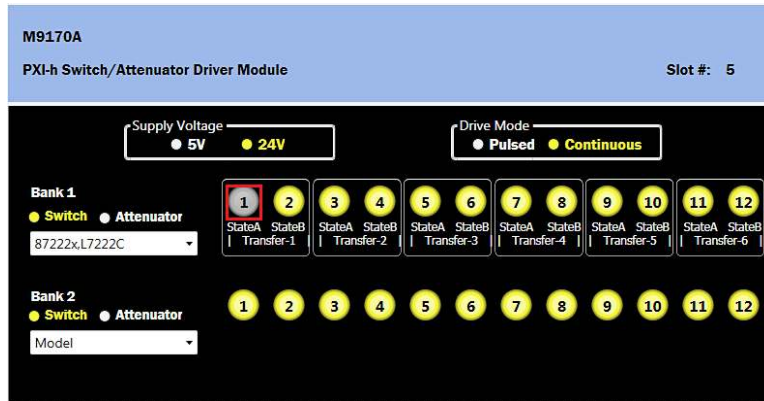 M9170A
PXI-h Switch/Attenuator Driver Module Slot #: 5
Supply Voltage Drive Mode
5V 24V Pulsed Continuous
Bank 1
Switch Attenuator
87222x,L7222C
1 2 3 4 5 6 7 8 9 10 11 12
StateA StateB StateA StateB StateA StateB StateA StateB StateA StateB StateA StateB
| Transfer-1 | | Transfer-2 | | Transfer-3 | | Transfer-4 | | Transfer-5 | | Transfer-6 |
Bank 2
Switch Attenuator
Model
1 2 3 4 5 6 7 8 9 10 11 12